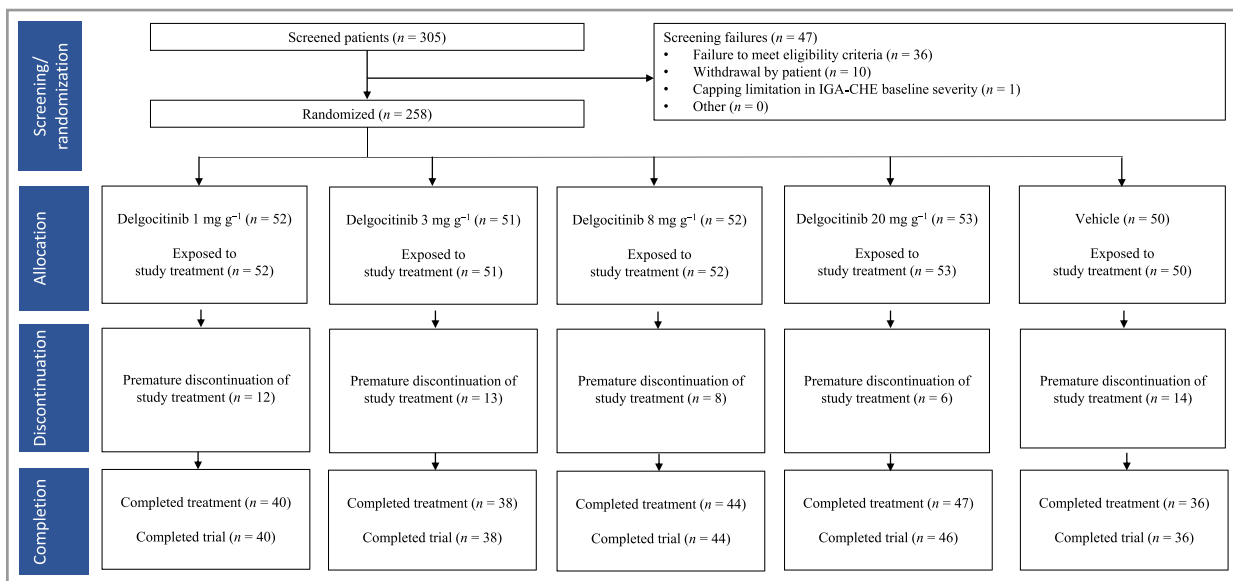 Screening/
randomization
Screened patients (n = 305)
Screening failures (n = 47)
• Failure to meet eligibility criteria (n = 36)
• Withdrawal by patient (n = 10)
• Capping limitation in IGA-CHE baseline severity (n = 1)
• Other (n = 0)
Randomized (n = 258)
Allocation
Delgocitinib 1 mg g⁻¹ (n = 52)
Exposed to
study treatment (n = 52)
Delgocitinib 3 mg g⁻¹ (n = 51)
Exposed to
study treatment (n = 51)
Delgocitinib 8 mg g⁻¹ (n = 52)
Exposed to
study treatment (n = 52)
Delgocitinib 20 mg g⁻¹ (n = 53)
Exposed to
study treatment (n = 53)
Vehicle (n = 50)
Exposed to
study treatment (n = 50)
Discontinuation
Premature discontinuation of
study treatment (n = 12)
Premature discontinuation of
study treatment (n = 13)
Premature discontinuation of
study treatment (n = 8)
Premature discontinuation of
study treatment (n = 6)
Premature discontinuation of
study treatment (n = 14)
Completion
Completed treatment (n = 40)
Completed trial (n = 40)
Completed treatment (n = 38)
Completed trial (n = 38)
Completed treatment (n = 44)
Completed trial (n = 44)
Completed treatment (n = 47)
Completed trial (n = 46)
Completed treatment (n = 36)
Completed trial (n = 36)